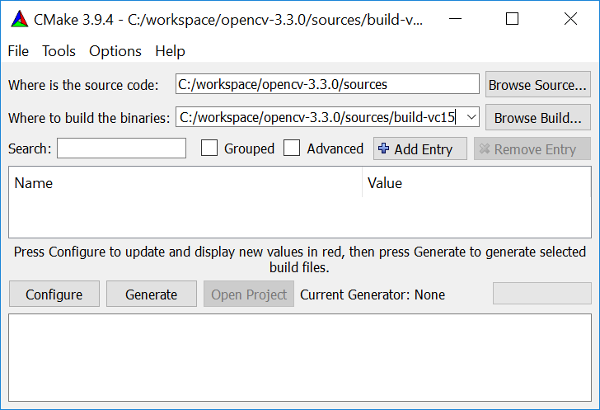 CMake 3.9.4 - C:/workspace/opencv-3.3.0/sources/build-v...
File Tools Options Help
Where is the source code: C:/workspace/opencv-3.3.0/sources Browse Source...
Where to build the binaries: C:/workspace/opencv-3.3.0/sources/build-vc15 Browse Build...
Search: Grouped Advanced Add Entry Remove Entry
Name Value
Press Configure to update and display new values in red, then press Generate to generate selected
build files.
Configure Generate Open Project Current Generator: None